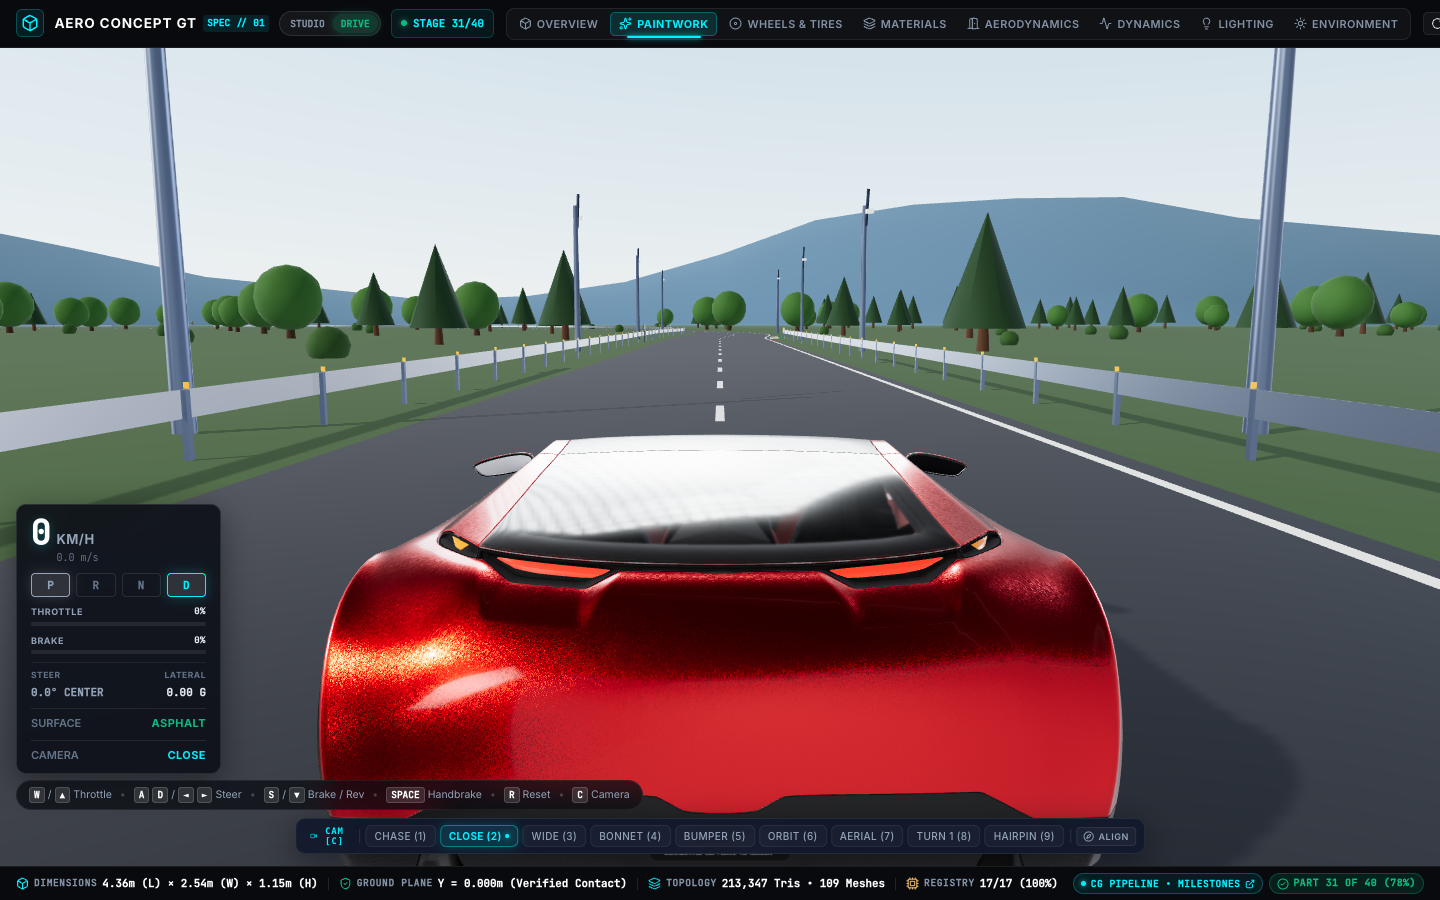 AERO CONCEPT GT SPEC // 01 STUDIO DRIVE STAGE 31/40 OVERVIEW PAINTWORK WHEELS & TIRES MATERIALS AERODYNAMICS DYNAMICS LIGHTING ENVIRONMENT
0 KM/H
0.0 m/s
P R N D
THROTTLE 0%
BRAKE 0%
STEER LATERAL
0.0° CENTER 0.00 G
SURFACE ASPHALT
CAMERA CLOSE
W / ▲ Throttle • A D / ◄ ► Steer • S / ▼ Brake / Rev • SPACE Handbrake • R Reset • C Camera
CAM [C] CHASE (1) CLOSE (2) WIDE (3) BONNET (4) BUMPER (5) ORBIT (6) AERIAL (7) TURN 1 (8) HAIRPIN (9) ALIGN
DIMENSIONS 4.36m (L) × 2.54m (W) × 1.15m (H) GROUND PLANE Y = 0.000m (Verified Contact) TOPOLOGY 213,347 Tris • 109 Meshes REGISTRY 17/17 (100%) CG PIPELINE • MILESTONES PART 31 OF 40 (78%)